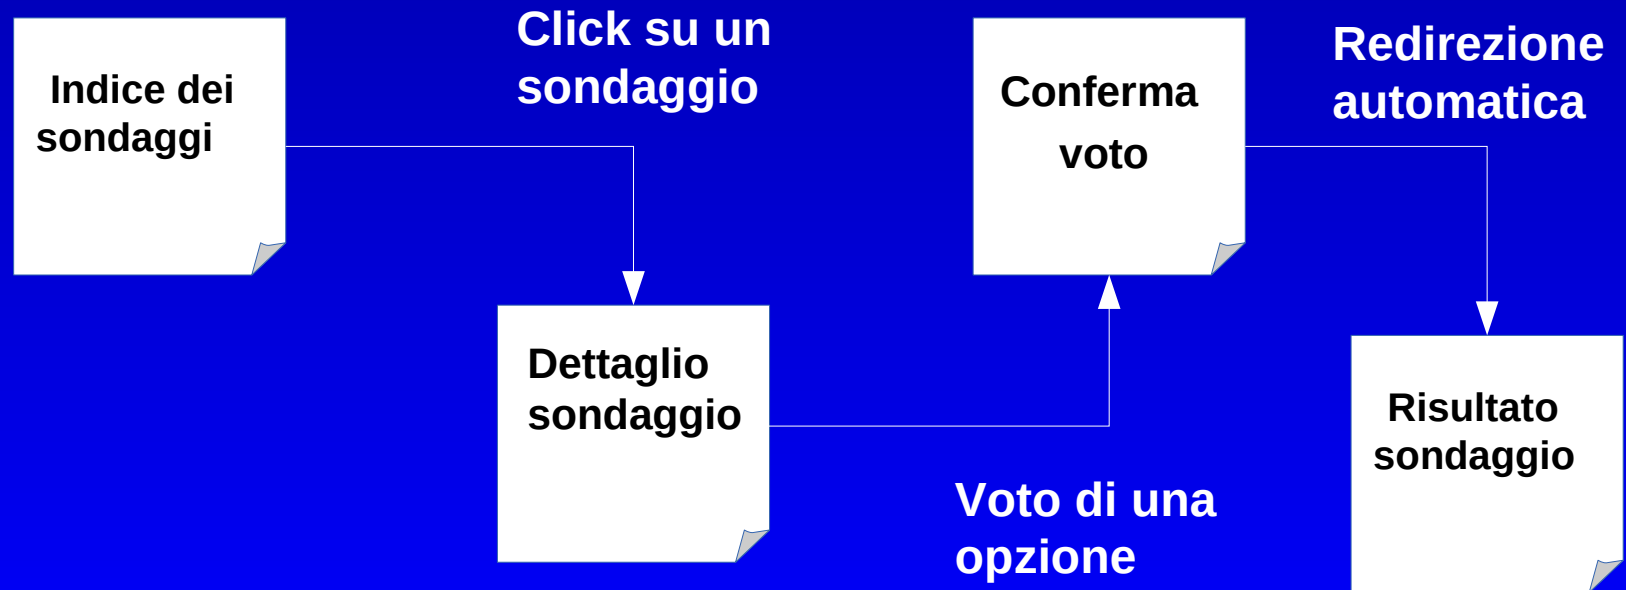 Indice dei
sondaggi
Click su un
sondaggio
Dettaglio
sondaggio
Voto di una
opzione
Conferma
voto
Redirezione
automatica
Risultato
sondaggio